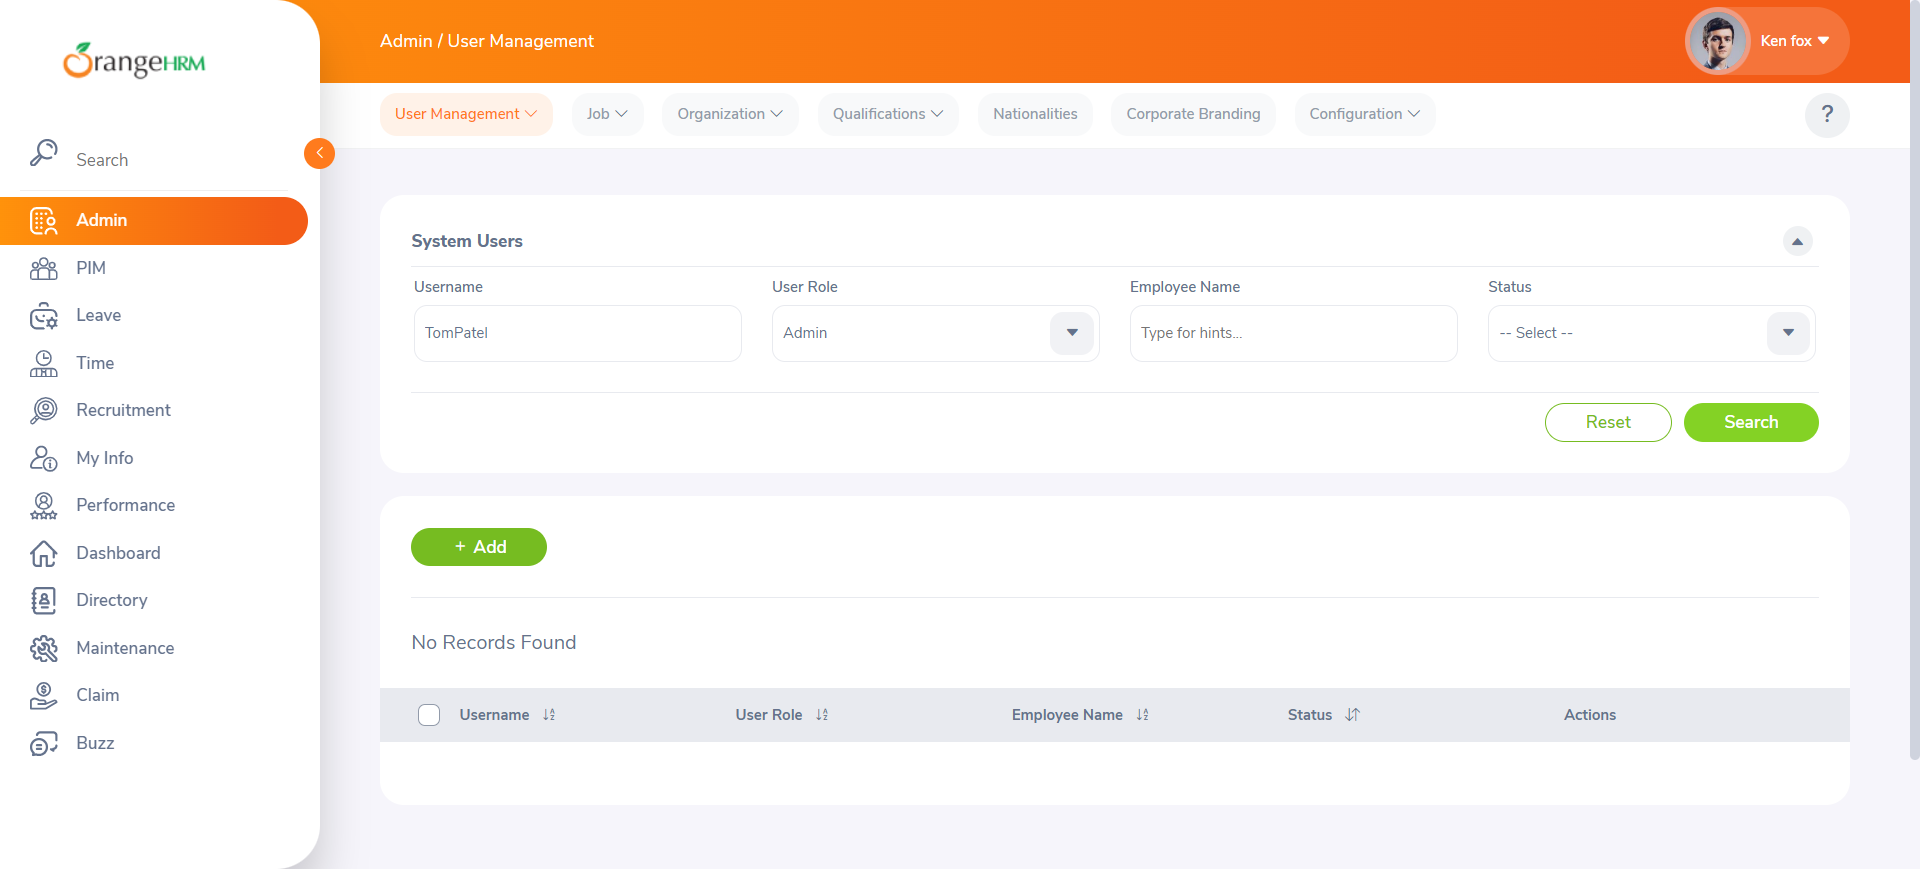 OrangeHRM
Admin / User Management
Ken fox
User Management
Job
Organization
Qualifications
Nationalities
Corporate Branding
Configuration
?
Search
Admin
PIM
Leave
Time
Recruitment
My Info
Performance
Dashboard
Directory
Maintenance
Claim
Buzz
System Users
Username
User Role
Employee Name
Status
TomPatel
Admin
Type for hints...
-- Select --
Reset
Search
+ Add
No Records Found
Username
User Role
Employee Name
Status
Actions